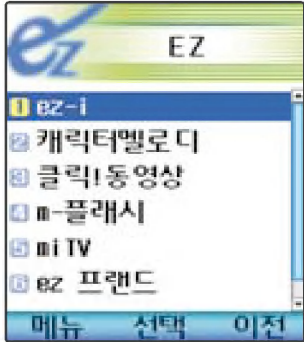 ez EZ
1 ez-i
2 캐릭터멜로디
3 클릭!동영상
4 m-플래시
5 mi TV
6 ez 프랜드
메뉴 선택 이전